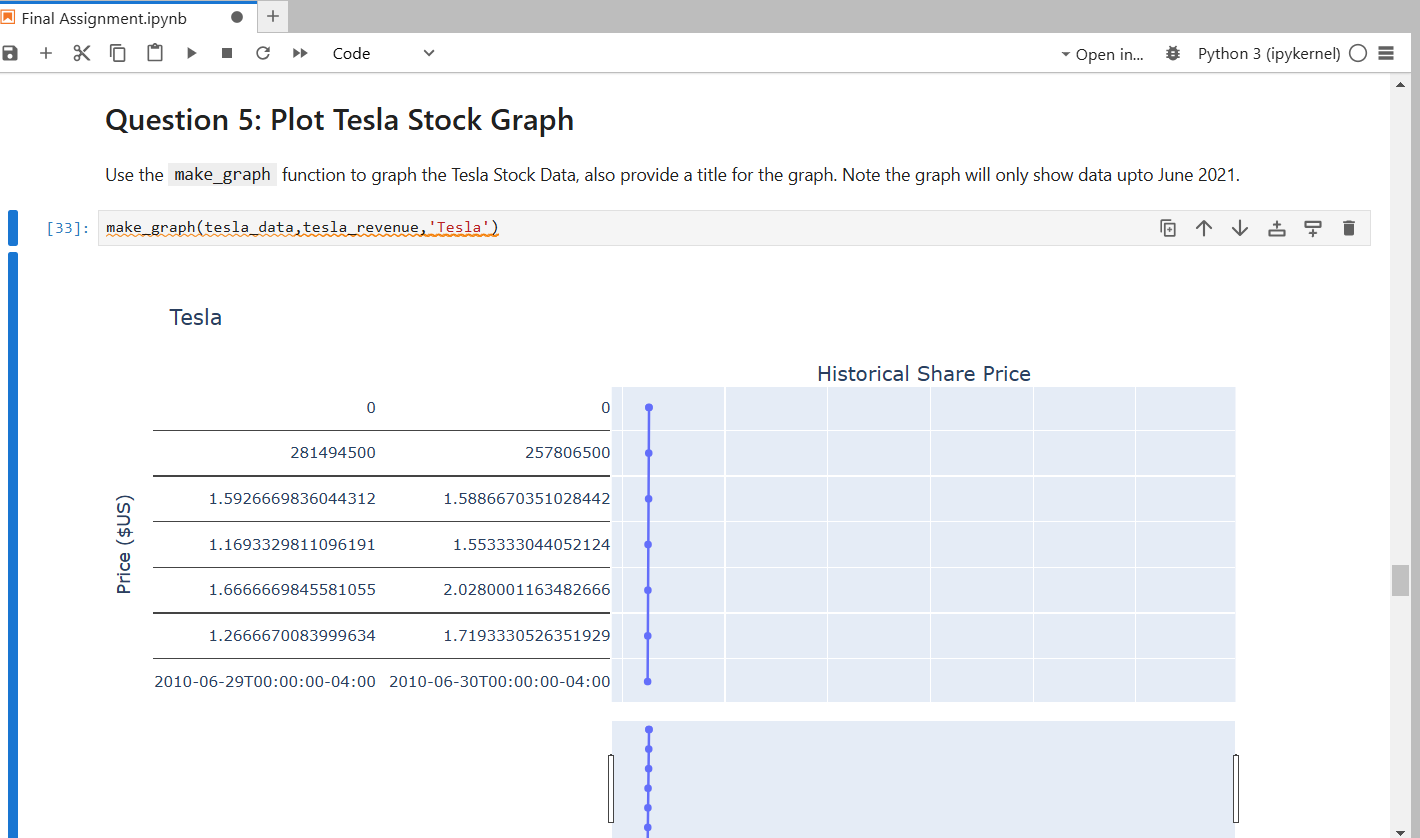 Final Assignment.ipynb
Code
Open in...
Python 3 (ipykernel)
Question 5: Plot Tesla Stock Graph
Use the make_graph function to graph the Tesla Stock Data, also provide a title for the graph. Note the graph will only show data upto June 2021.
[33]: make_graph(tesla_data,tesla_revenue,'Tesla')
Tesla
Historical Share Price
Price ($US)
0 0
281494500 257806500
1.5926669836044312 1.5886670351028442
1.1693329811096191 1.553333044052124
1.6666669845581055 2.0280001163482666
1.2666670083999634 1.7193330526351929
2010-06-29T00:00:00-04:00 2010-06-30T00:00:00-04:00